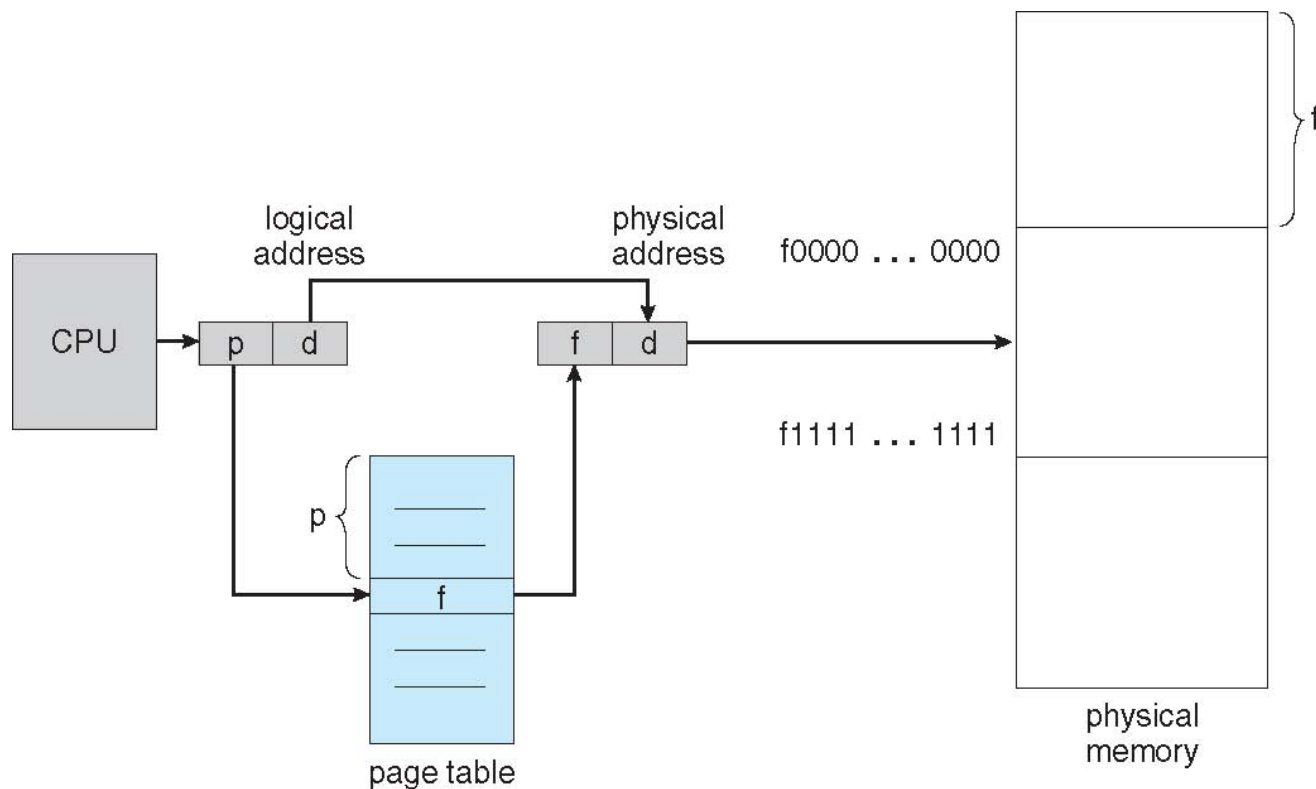 f
logical
address
physical
address
f0000 ... 0000
CPU
p
d
f
d
f1111 ... 1111
p
f
page table
physical
memory